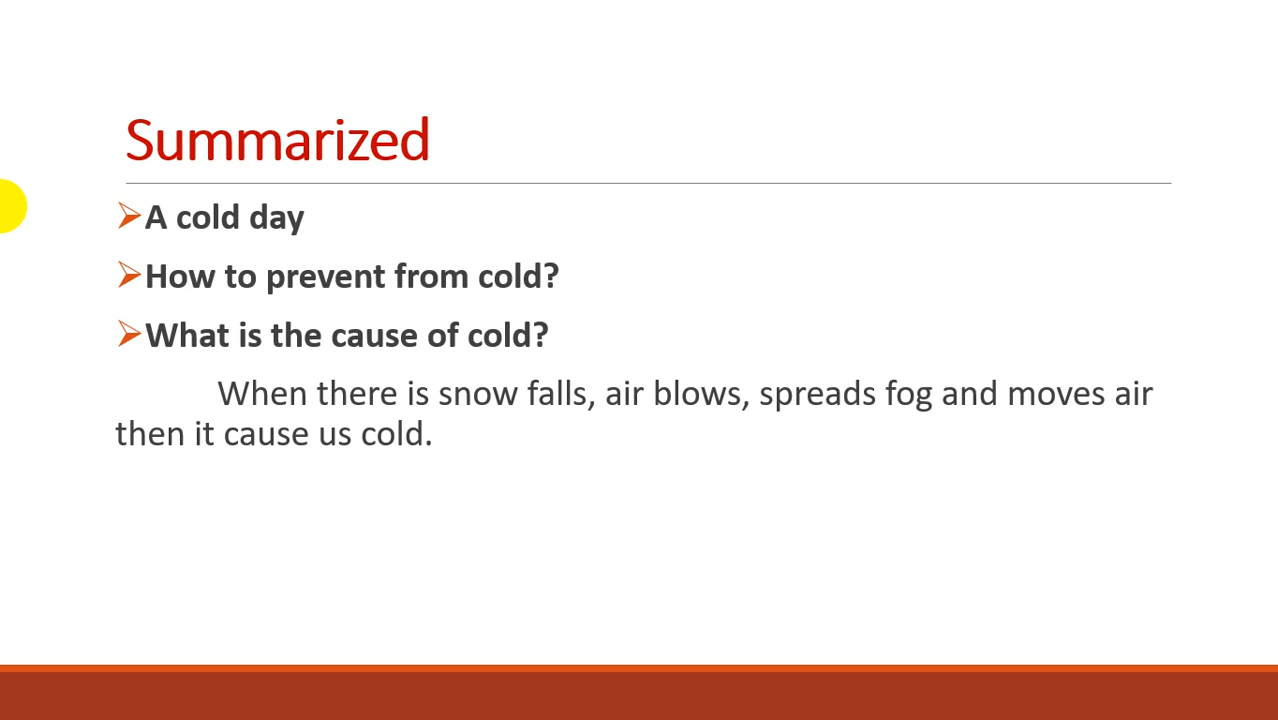 Summarized
A cold day
How to prevent from cold?
What is the cause of cold?
When there is snow falls, air blows, spreads fog and moves air
then it cause us cold.